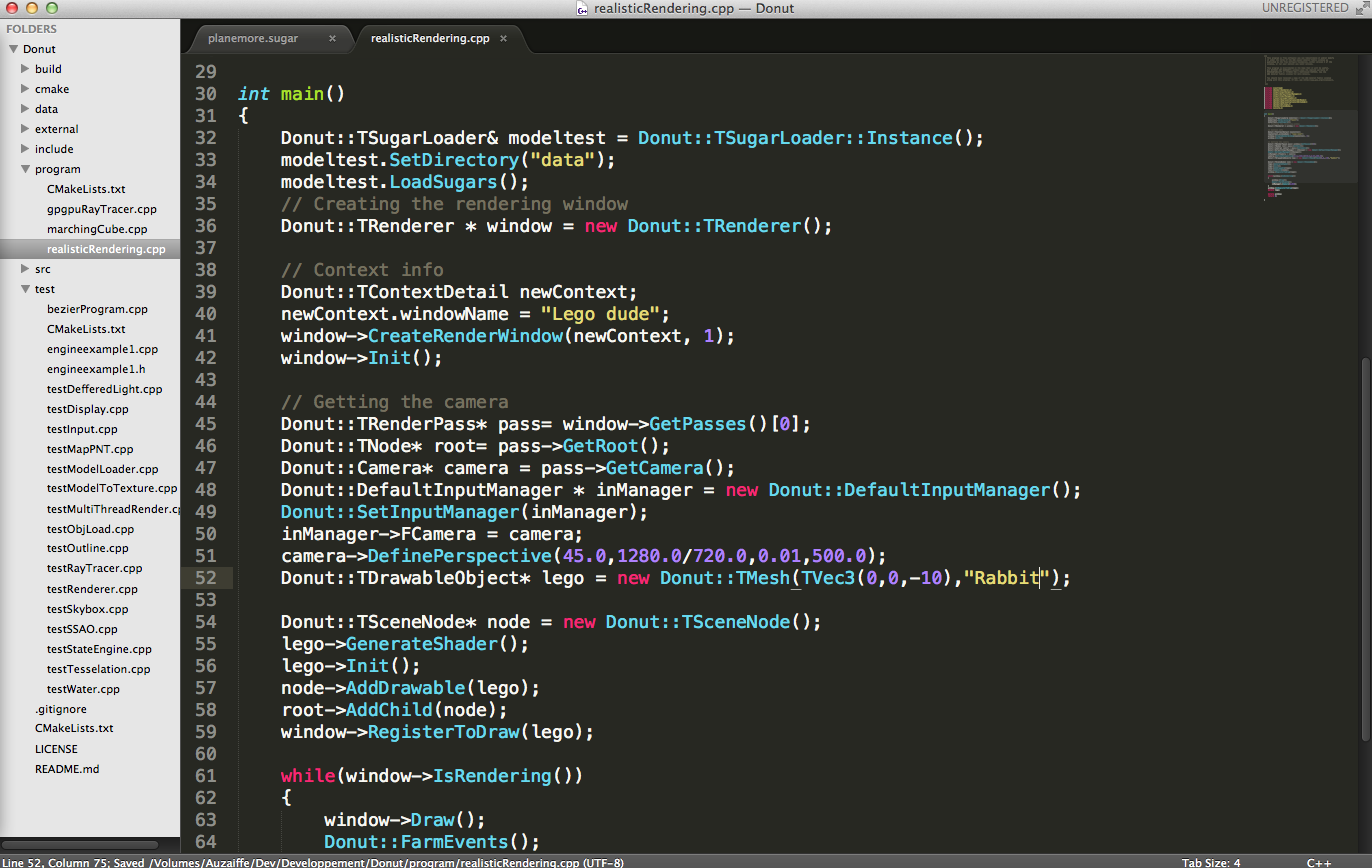 realisticRendering.cpp — Donut
UNREGISTERED
FOLDERS
Donut
build
cmake
data
external
include
program
CMakeLists.txt
gpgpuRayTracer.cpp
marchingCube.cpp
realisticRendering.cpp
src
test
bezierProgram.cpp
CMakeLists.txt
engineexample1.cpp
engineexample1.h
testDefferedLight.cpp
testDisplay.cpp
testInput.cpp
testMapPNT.cpp
testModelLoader.cpp
testModelToTexture.cpp
testMultiThreadRender.cp
testObjLoad.cpp
testOutline.cpp
testRayTracer.cpp
testRenderer.cpp
testSkybox.cpp
testSSAO.cpp
testStateEngine.cpp
testTesselation.cpp
testWater.cpp
.gitignore
CMakeLists.txt
LICENSE
README.md
planemore.sugar × realisticRendering.cpp ×
29
30 int main()
31 {
32 Donut::TSugarLoader& modeltest = Donut::TSugarLoader::Instance();
33 modeltest.SetDirectory("data");
34 modeltest.LoadSugars();
35 // Creating the rendering window
36 Donut::TRenderer * window = new Donut::TRenderer();
37
38 // Context info
39 Donut::TContextDetail newContext;
40 newContext.windowName = "Lego dude";
41 window->CreateRenderWindow(newContext, 1);
42 window->Init();
43
44 // Getting the camera
45 Donut::TRenderPass* pass= window->GetPasses()[0];
46 Donut::TNode* root= pass->GetRoot();
47 Donut::Camera* camera = pass->GetCamera();
48 Donut::DefaultInputManager * inManager = new Donut::DefaultInputManager();
49 Donut::SetInputManager(inManager);
50 inManager->FCamera = camera;
51 camera->DefinePerspective(45.0,1280.0/720.0,0.01,500.0);
52 Donut::TDrawableObject* lego = new Donut::TMesh(TVec3(0,0,-10),"Rabbit");
53
54 Donut::TSceneNode* node = new Donut::TSceneNode();
55 lego->GenerateShader();
56 lego->Init();
57 node->AddDrawable(lego);
58 root->AddChild(node);
59 window->RegisterToDraw(lego);
60
61 while(window->IsRendering())
62 {
63 window->Draw();
64 Donut::FarmEvents();
Line 52, Column 75; Saved /Volumes/Auzaiffe/Dev/Developpement/Donut/program/realisticRendering.cpp (UTF-8)
Tab Size: 4
C++